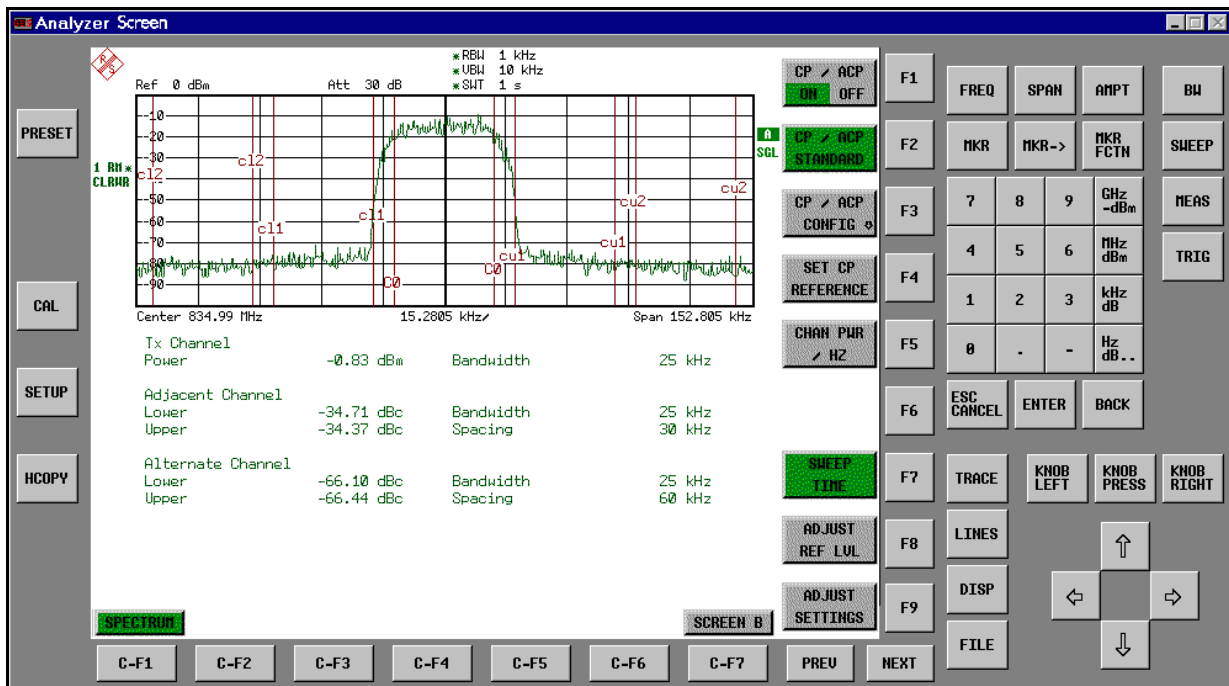 Analyzer Screen
R/S
*RBW 1 kHz
*VBW 10 kHz
Ref 0 dBm Att 30 dB *SWT 1 s
-10
-20
-30
-50
-60
-70
-80
-90
1 RM *
CLRWR
A
SGL
cl2
cl2
cl1
cl1
C0
C0
cu1
cu1
cu2
cu2
Center 834.99 MHz 15.2805 kHz/ Span 152.805 kHz
Tx Channel
Power -0.83 dBm Bandwidth 25 kHz
Adjacent Channel
Lower -34.71 dBc Bandwidth 25 kHz
Upper -34.37 dBc Spacing 30 kHz
Alternate Channel
Lower -66.10 dBc Bandwidth 25 kHz
Upper -66.44 dBc Spacing 60 kHz
SPECTRUM
SCREEN B
PRESET
CAL
SETUP
HCOPY
CP / ACP
ON OFF
CP / ACP
STANDARD
CP / ACP
CONFIG
SET CP
REFERENCE
CHAN PWR
/ HZ
SWEEP
TIME
ADJUST
REF LVL
ADJUST
SETTINGS
F1
F2
F3
F4
F5
F6
F7
F8
F9
FREQ SPAN AMPT BW
MKR MKR-> MKR FCTN SWEEP
7 8 9 GHz -dBm MEAS
4 5 6 MHz dBm TRIG
1 2 3 kHz dB
0 . - Hz dB..
ESC CANCEL ENTER BACK
TRACE KNOB LEFT KNOB PRESS KNOB RIGHT
LINES
DISP
FILE
C-F1 C-F2 C-F3 C-F4 C-F5 C-F6 C-F7 PREV NEXT